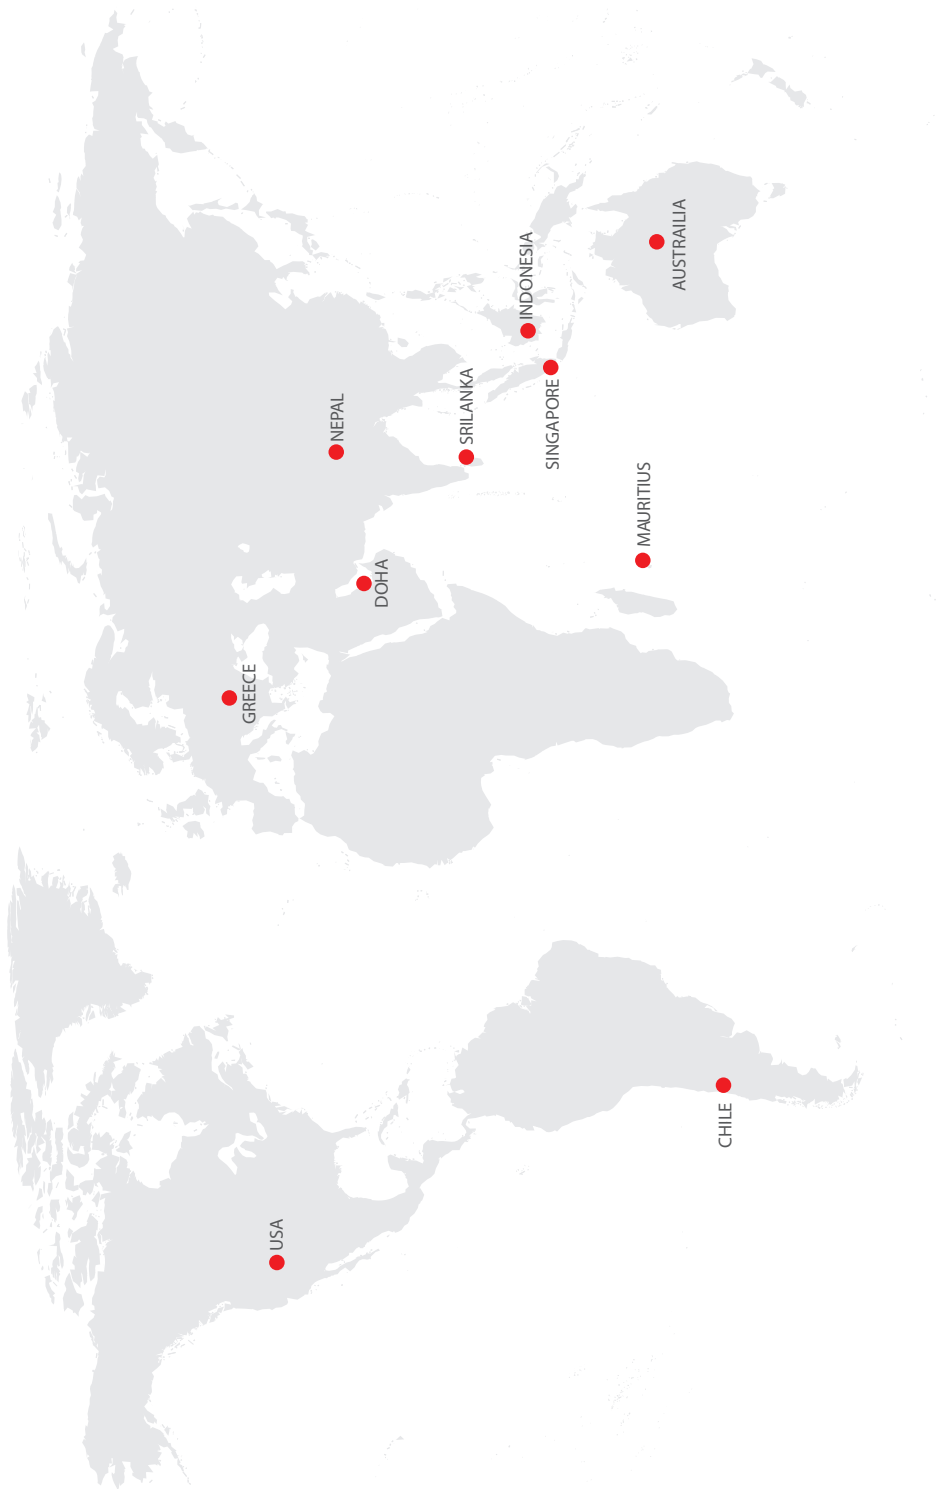 USA
CHILE
GREECE
DOHA
NEPAL
SRILANKA
MAURITIUS
SINGAPORE
INDONESIA
AUSTRAILIA